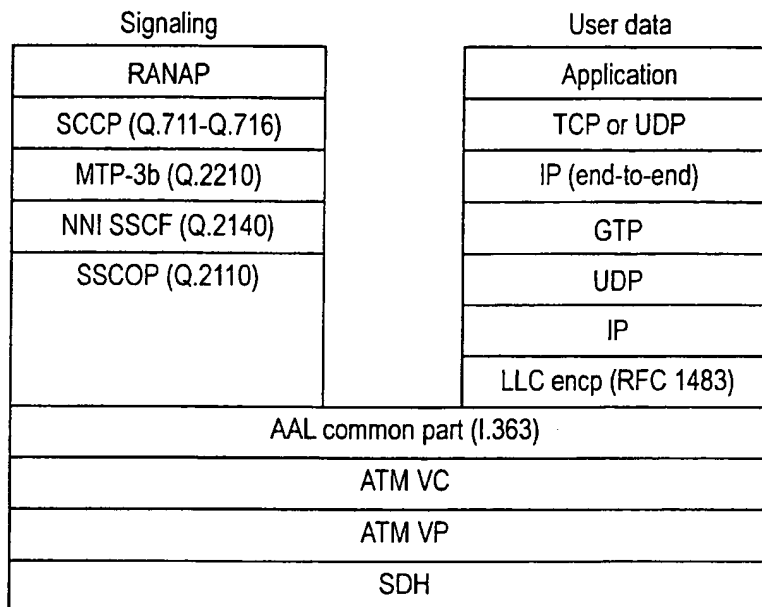 Signaling
RANAP
SCCP (Q.711-Q.716)
MTP-3b (Q.2210)
NNI SSCF (Q.2140)
SSCOP (Q.2110)
User data
Application
TCP or UDP
IP (end-to-end)
GTP
UDP
IP
LLC encp (RFC 1483)
AAL common part (I.363)
ATM VC
ATM VP
SDH